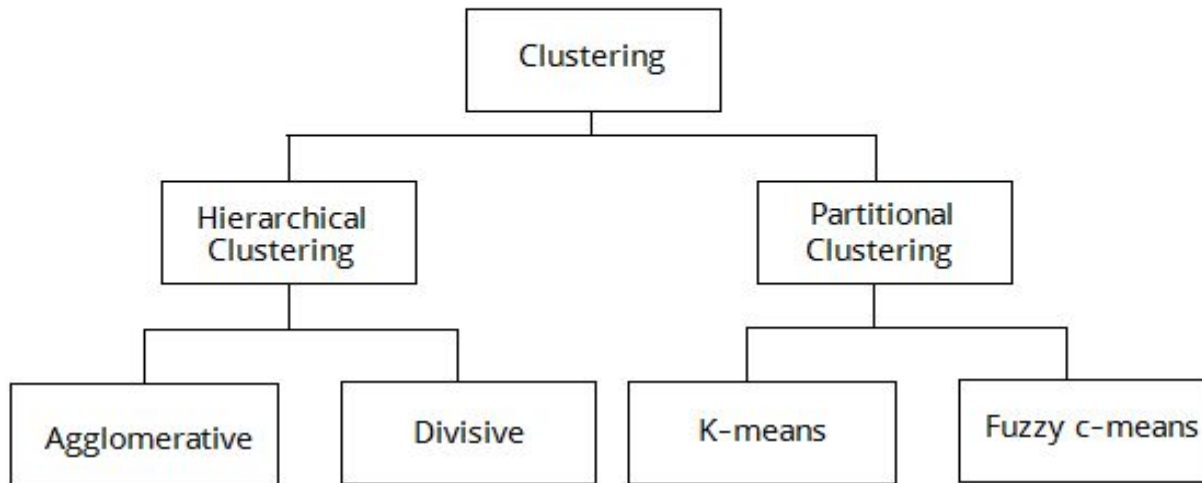 Clustering
Hierarchical
Clustering
Partitional
Clustering
Agglomerative
Divisive
K-means
Fuzzy c-means